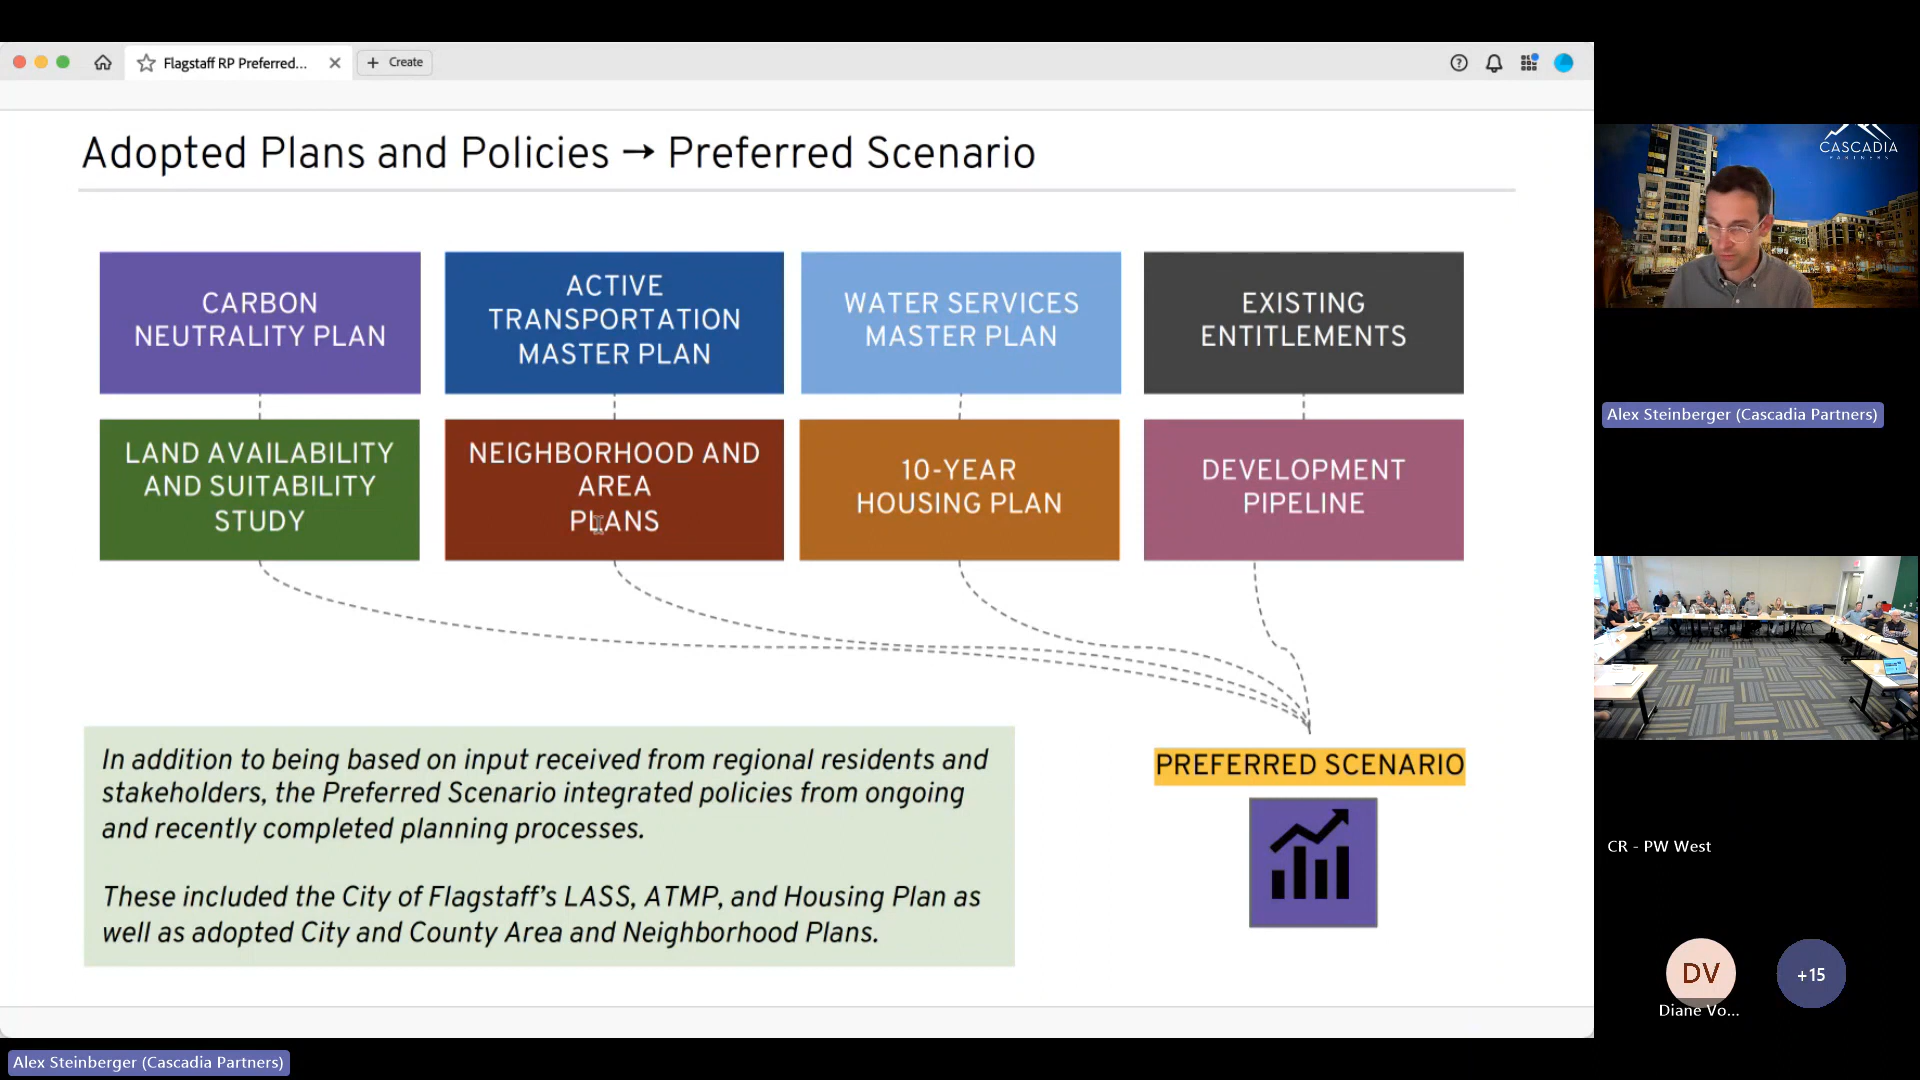 Flagstaff RP Preferred...
Create
CASCADIA
PARTNERS
Adopted Plans and Policies → Preferred Scenario
CARBON
NEUTRALITY PLAN
ACTIVE
TRANSPORTATION
MASTER PLAN
WATER SERVICES
MASTER PLAN
EXISTING
ENTITLEMENTS
LAND AVAILABILITY
AND SUITABILITY
STUDY
NEIGHBORHOOD AND
AREA
PLANS
10-YEAR
HOUSING PLAN
DEVELOPMENT
PIPELINE
In addition to being based on input received from regional residents and
stakeholders, the Preferred Scenario integrated policies from ongoing
and recently completed planning processes.
These included the City of Flagstaff's LASS, ATMP, and Housing Plan as
well as adopted City and County Area and Neighborhood Plans.
PREFERRED SCENARIO
Alex Steinberger (Cascadia Partners)
CR - PW West
DV
+15
Diane Vo...
Alex Steinberger (Cascadia Partners)